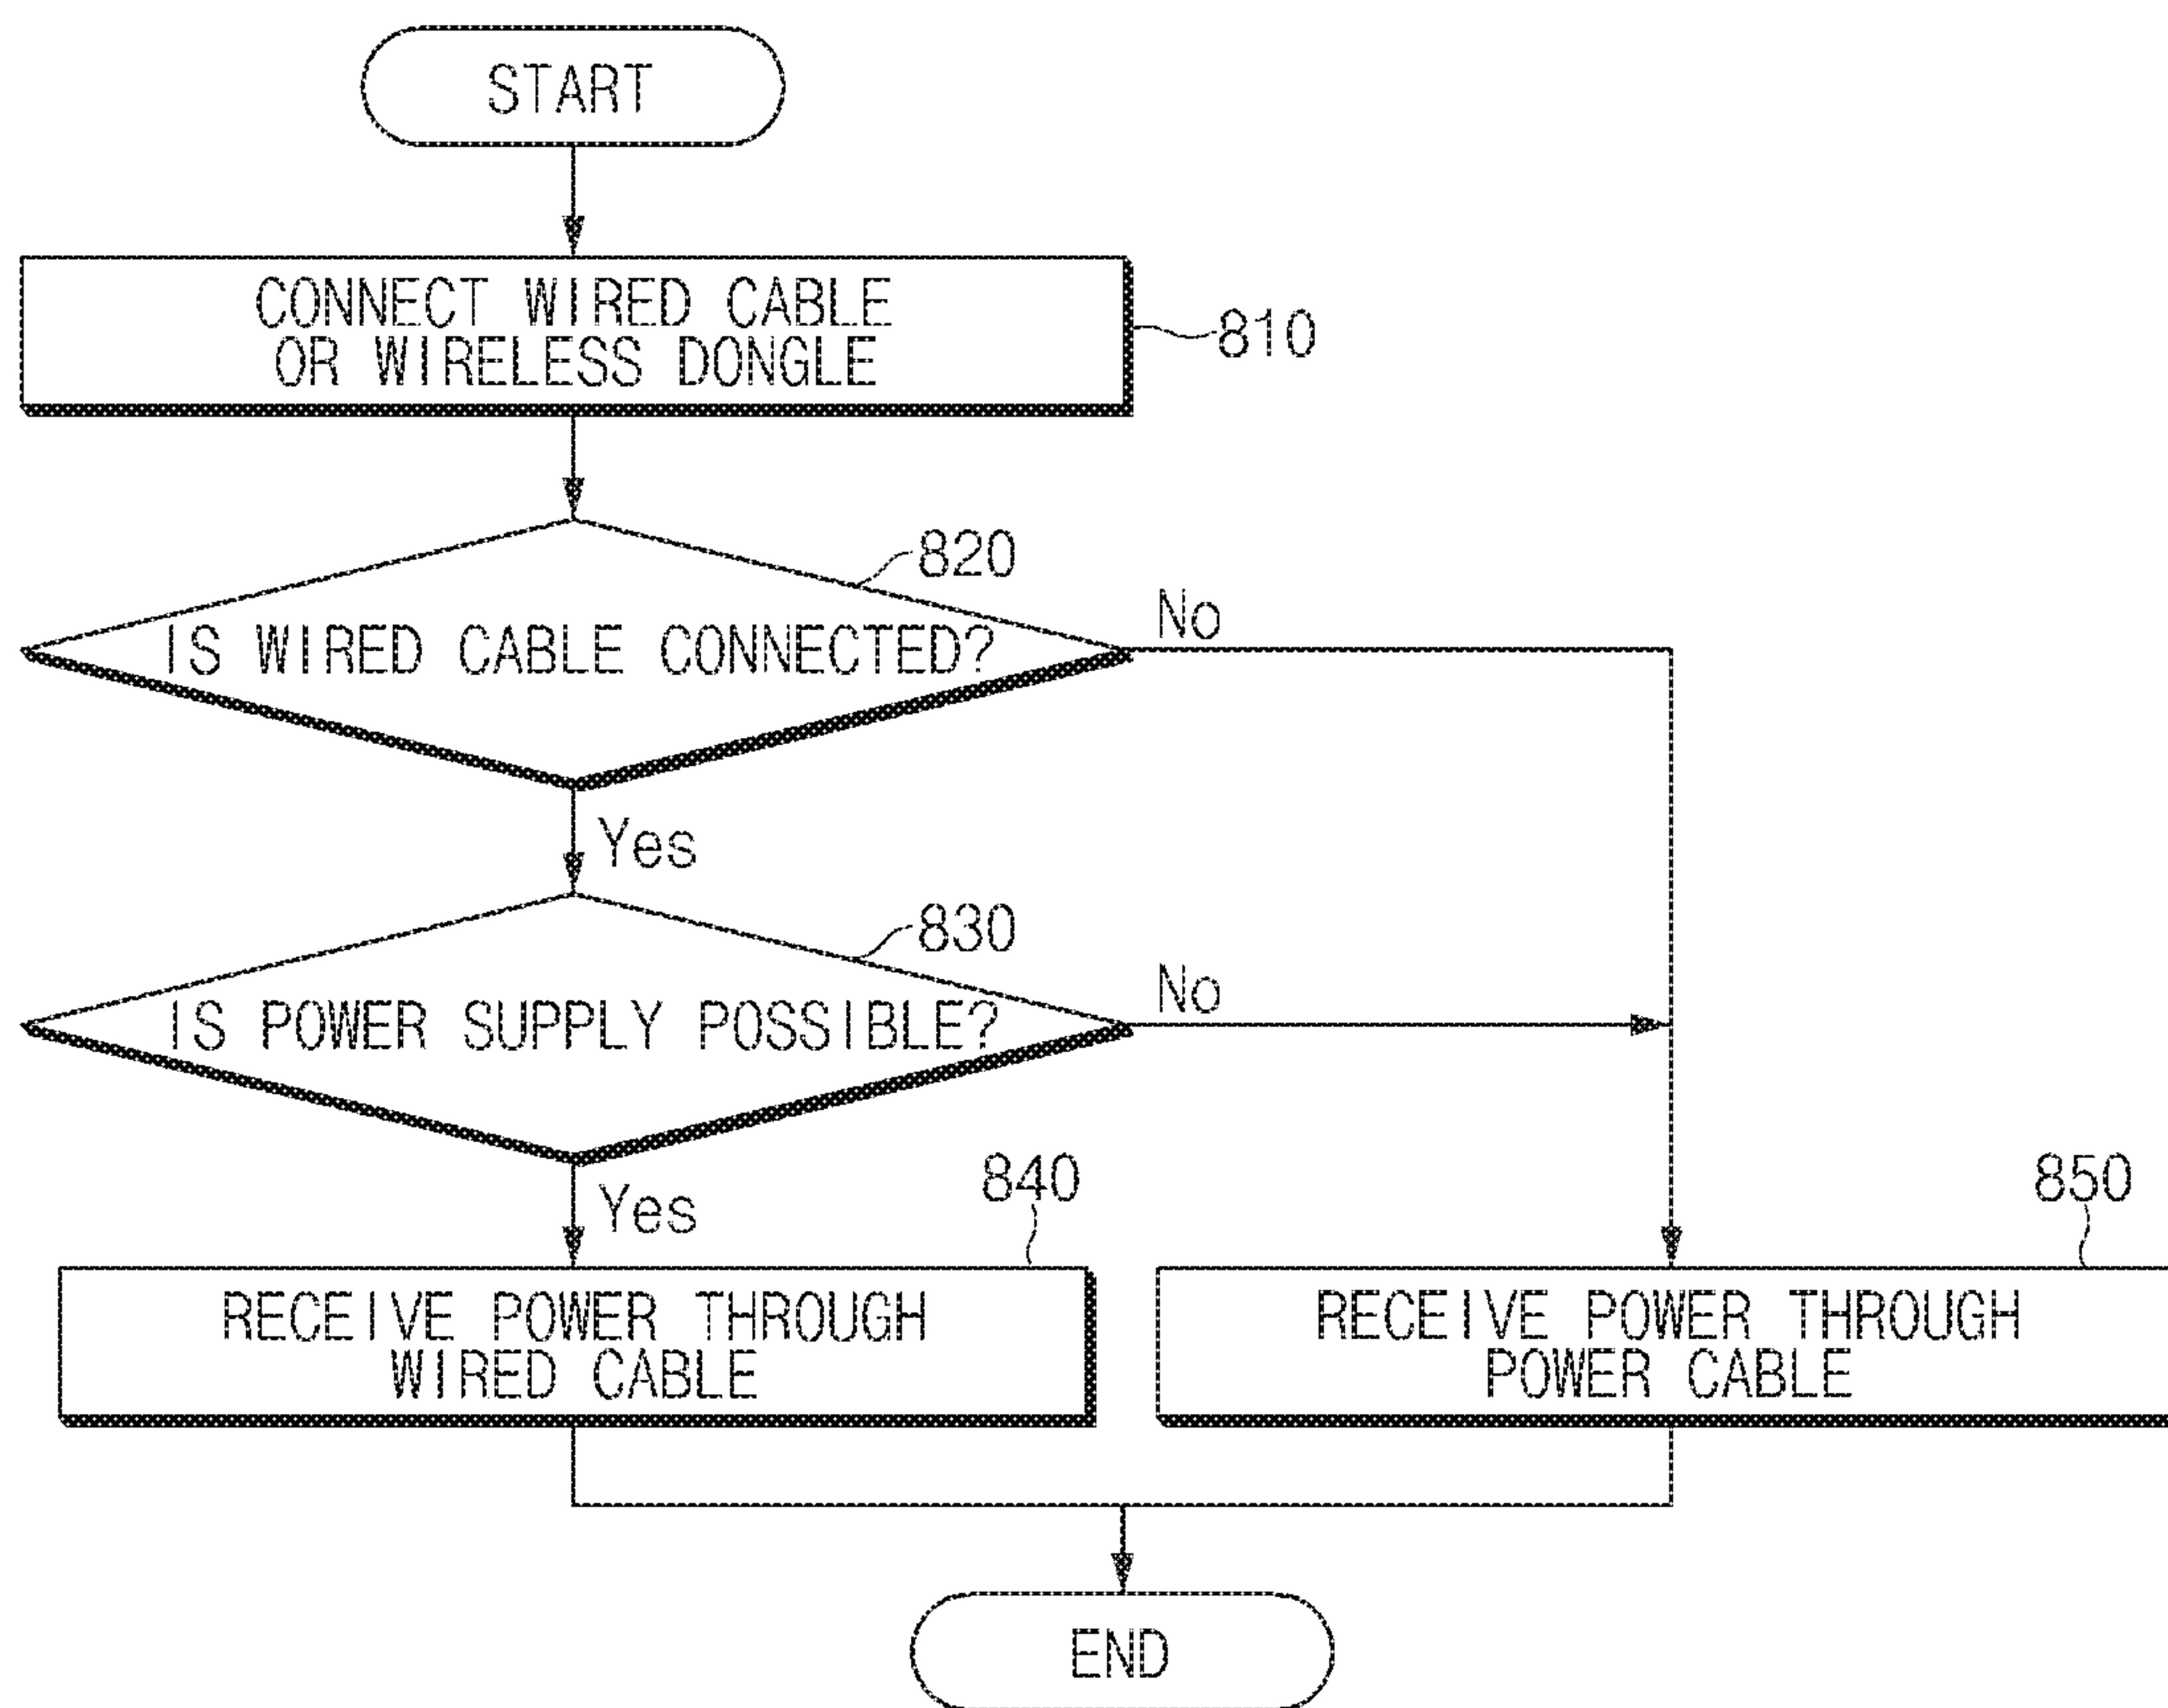 START
CONNECT WIRED CABLE
OR WIRELESS DONGLE
810
820
No
IS WIRED CABLE CONNECTED?
Yes
830
No
IS POWER SUPPLY POSSIBLE?
Yes
840
850
RECEIVE POWER THROUGH
WIRED CABLE
RECEIVE POWER THROUGH
POWER CABLE
END